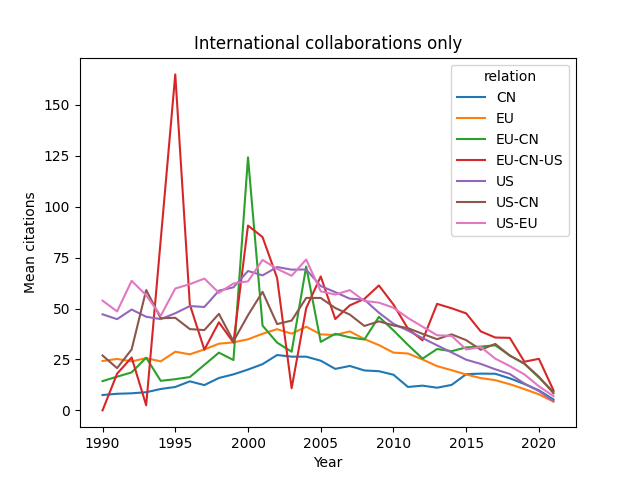 International collaborations only
relation
CN
EU
EU-CN
EU-CN-US
US
US-CN
US-EU
Mean citations
150
125
100
75
50
25
0
1990 1995 2000 2005 2010 2015 2020
Year